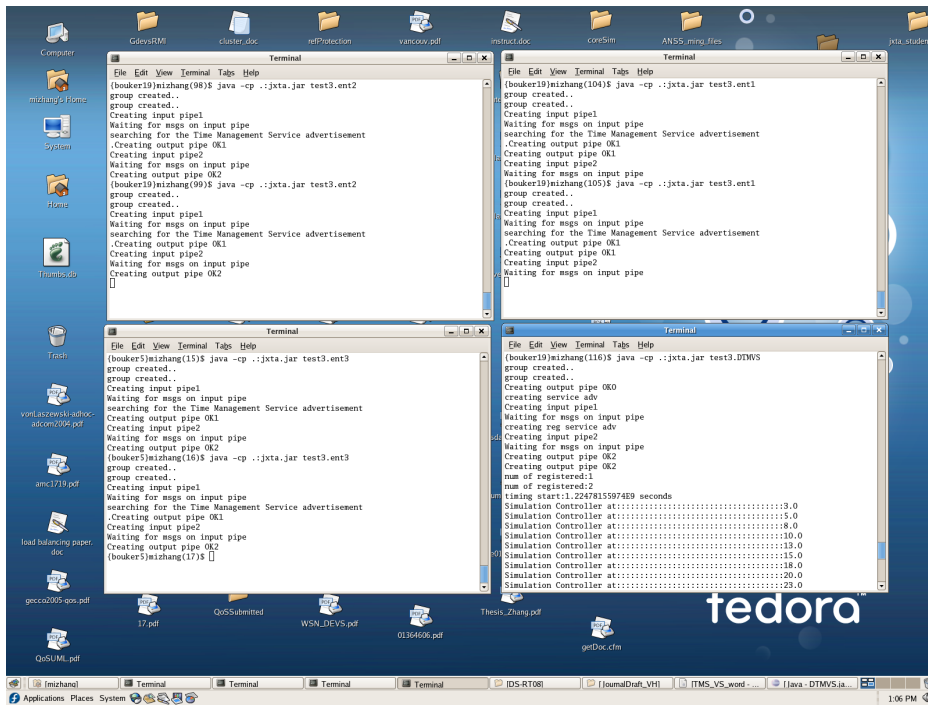 GdevsRMI
cluster_doc
refProtection
vancouv.pdf
instruct.doc
coreSim
ANSS_ming_files
jxta_studen
Computer
mizhang's Home
System
Home
Thumbs.db
Trash
vonLaszewski-adhoc-
adcom2004.pdf
amc1719.pdf
load balancing paper.
doc
gecco2005-qos.pdf
QoSUML.pdf
Terminal
File Edit View Terminal Tabs Help
{bouker19}mizhang(98)$ java -cp .:jxta.jar test3.ent2
group created..
group created..
Creating input pipe1
Waiting for msgs on input pipe
searching for the Time Management Service advertisement
.Creating output pipe OK1
Creating input pipe2
Waiting for msgs on input pipe
Creating output pipe OK2
{bouker19}mizhang(99)$ java -cp .:jxta.jar test3.ent2
group created..
group created..
Creating input pipe1
Waiting for msgs on input pipe
searching for the Time Management Service advertisement
.Creating output pipe OK1
Creating input pipe2
Waiting for msgs on input pipe
Creating output pipe OK2
Terminal
File Edit View Terminal Tabs Help
{bouker19}mizhang(104)$ java -cp .:jxta.jar test3.ent1
group created..
group created..
Creating input pipe1
Waiting for msgs on input pipe
searching for the Time Management Service advertisement
.Creating output pipe OK1
Creating output pipe OK1
Creating input pipe2
Waiting for msgs on input pipe
{bouker19}mizhang(105)$ java -cp .:jxta.jar test3.ent1
group created..
group created..
Creating input pipe1
Waiting for msgs on input pipe
searching for the Time Management Service advertisement
.Creating output pipe OK1
Creating output pipe OK1
Creating input pipe2
Waiting for msgs on input pipe
Terminal
File Edit View Terminal Tabs Help
{bouker5}mizhang(15)$ java -cp .:jxta.jar test3.ent3
group created..
group created..
Creating input pipe1
Waiting for msgs on input pipe
searching for the Time Management Service advertisement
Creating output pipe OK1
Creating input pipe2
Waiting for msgs on input pipe
Creating output pipe OK2
{bouker5}mizhang(16)$ java -cp .:jxta.jar test3.ent3
group created..
group created..
Creating input pipe1
Waiting for msgs on input pipe
searching for the Time Management Service advertisement
.Creating output pipe OK1
Creating input pipe2
Waiting for msgs on input pipe
Creating output pipe OK2
{bouker5}mizhang(17)$
Terminal
File Edit View Terminal Tabs Help
{bouker19}mizhang(116)$ java -cp .:jxta.jar test3.DTMVS
group created..
group created..
Creating output pipe OKO
creating service adv
Creating input pipe1
Waiting for msgs on input pipe
creating reg service adv
Creating input pipe2
Waiting for msgs on input pipe
Creating output pipe OK2
Creating output pipe OK2
num of registered:1
num of registered:2
timing start:1.22478155974E9 seconds
Simulation Controller at:::::::::::::::::::::::::::::::::::::3.0
Simulation Controller at:::::::::::::::::::::::::::::::::::::5.0
Simulation Controller at:::::::::::::::::::::::::::::::::::::8.0
Simulation Controller at:::::::::::::::::::::::::::::::::::::10.0
Simulation Controller at:::::::::::::::::::::::::::::::::::::13.0
Simulation Controller at:::::::::::::::::::::::::::::::::::::15.0
Simulation Controller at:::::::::::::::::::::::::::::::::::::18.0
Simulation Controller at:::::::::::::::::::::::::::::::::::::20.0
Simulation Controller at:::::::::::::::::::::::::::::::::::::23.0
17.pdf
QoSSubmitted
WSN_DEVS.pdf
01364606.pdf
Thesis_Zhang.pdf
getDoc.cfm
fedora
[mizhang]
Terminal
Terminal
Terminal
Terminal
[DS-RT08]
[JournalDraft_VH]
[TMS_VS_word - ...
[Java - DTMVS.ja...
Applications Places System
1:06 PM